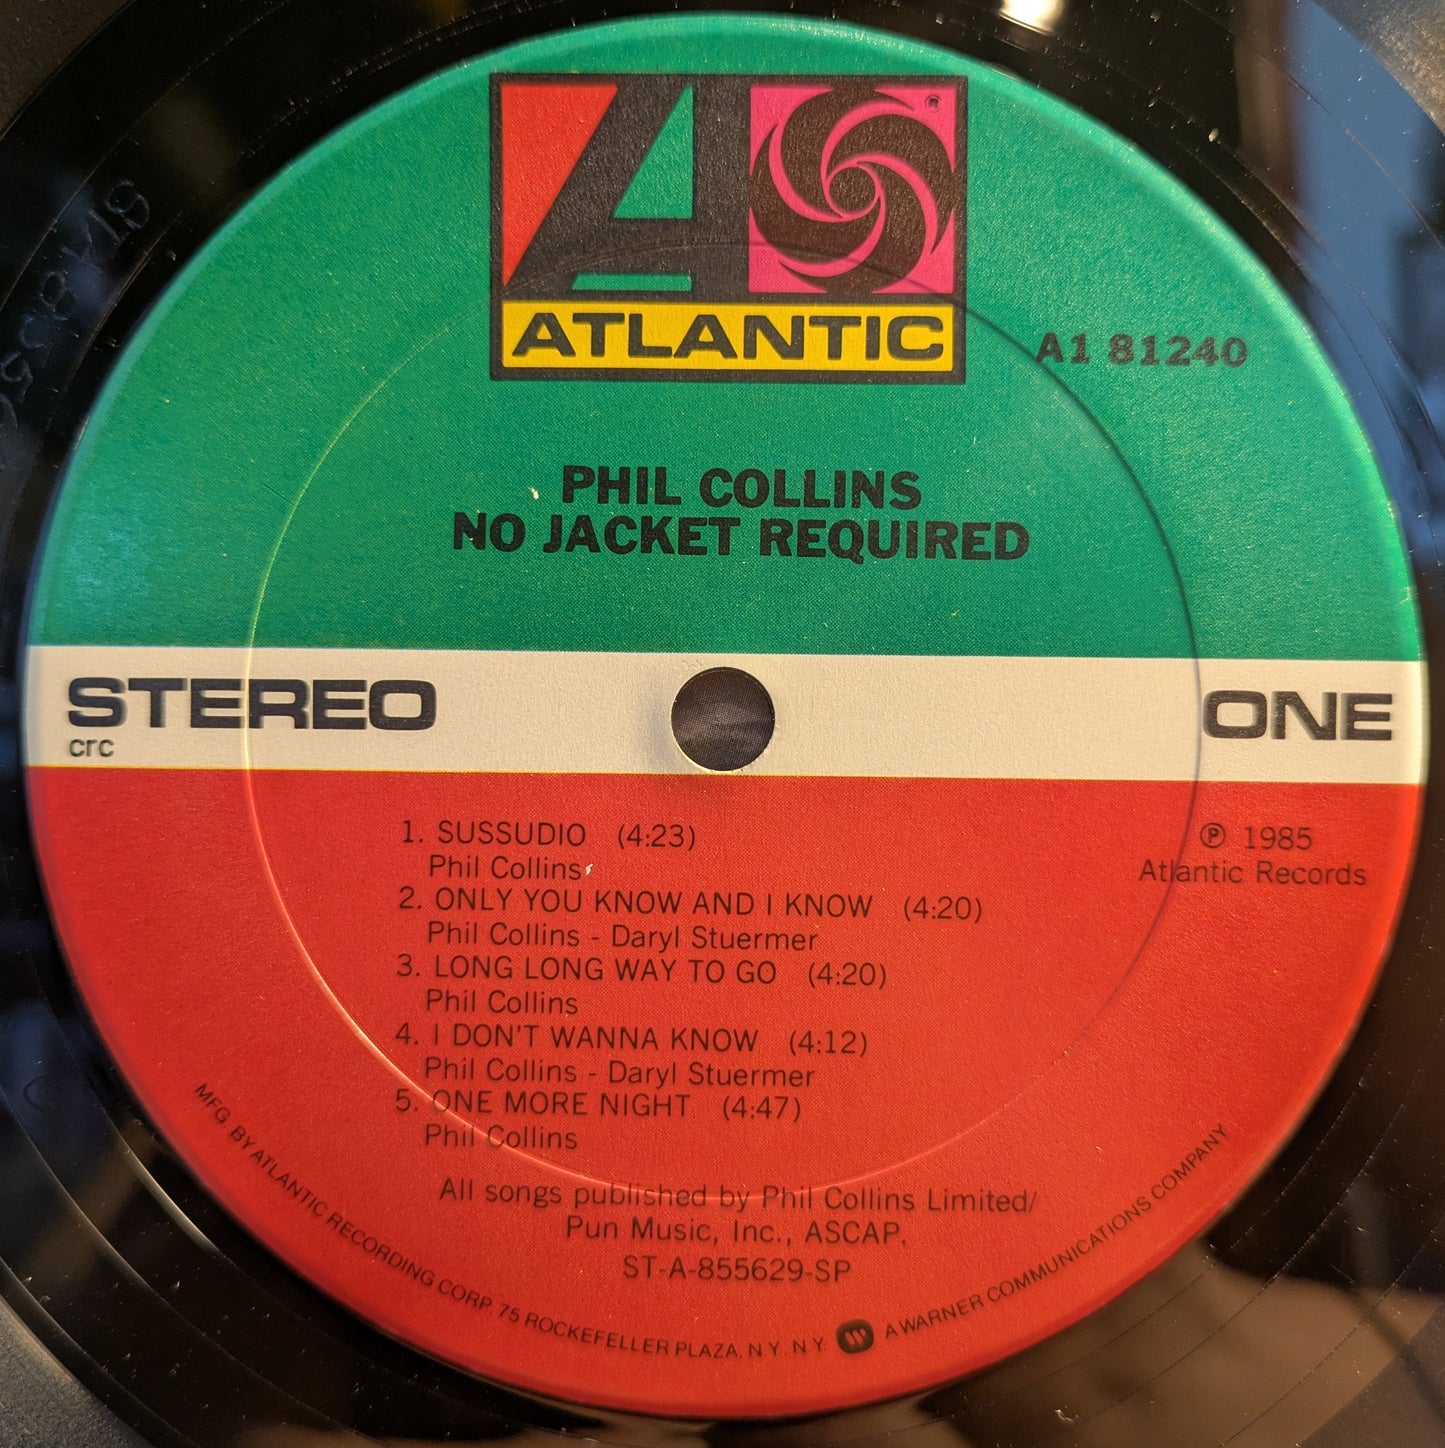 ATLANTIC
A1 81240
PHIL COLLINS
NO JACKET REQUIRED
STEREO
crc
ONE
1. SUSSUDIO (4:23)
Phil Collins
2. ONLY YOU KNOW AND I KNOW (4:20)
Phil Collins - Daryl Stuermer
3. LONG LONG WAY TO GO (4:20)
Phil Collins
4. I DON'T WANNA KNOW (4:12)
Phil Collins - Daryl Stuermer
5. ONE MORE NIGHT (4:47)
Phil Collins
℗ 1985
Atlantic Records
All songs published by Phil Collins Limited/
Pun Music, Inc., ASCAP.
ST-A-855629-SP
MFG. BY ATLANTIC RECORDING CORP. 75 ROCKEFELLER PLAZA, N.Y. N.Y. A WARNER COMMUNICATIONS COMPANY